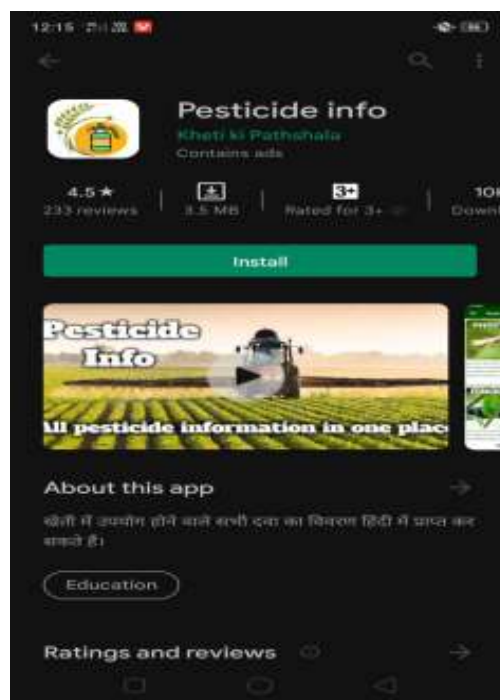 12:15
Pesticide info
Kheti ki Pathshala
Contains ads
4.5 ★
233 reviews
3.5 MB
3+
Rated for 3+
10K
Downl
Install
Pesticide
Info
All pesticide information in one plac
About this app
खेती में उपयोग होने वाले सभी दवा का विवरण हिंदी में प्राप्त कर
सकते है।
Education
Ratings and reviews